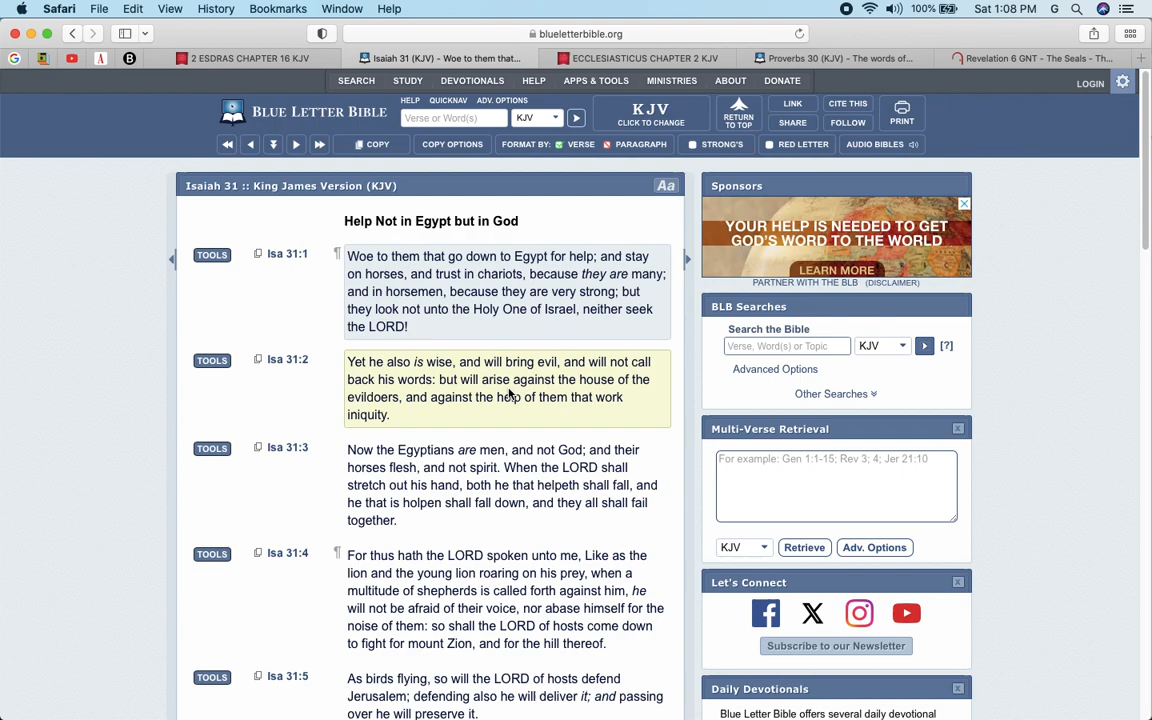 Safari File Edit View History Bookmarks Window Help 100% Sat 1:08 PM G
blueletterbible.org
2 ESDRAS CHAPTER 16 KJV Isaiah 31 (KJV) - Woe to them that... ECCLESIASTICUS CHAPTER 2 KJV Proverbs 30 (KJV) - The words of... Revelation 6 GNT - The Seals - Th...
SEARCH STUDY DEVOTIONALS HELP APPS & TOOLS MINISTRIES ABOUT DONATE LOGIN
BLUE LETTER BIBLE
HELP QUICKNAV ADV. OPTIONS
Verse or Word(s) KJV
KJV
CLICK TO CHANGE
RETURN
TO TOP
LINK CITE THIS
SHARE FOLLOW
PRINT
COPY COPY OPTIONS FORMAT BY: VERSE PARAGRAPH STRONG'S RED LETTER AUDIO BIBLES
Isaiah 31 :: King James Version (KJV) Aa
Help Not in Egypt but in God
TOOLS Isa 31:1 ¶ Woe to them that go down to Egypt for help; and stay
on horses, and trust in chariots, because they are many;
and in horsemen, because they are very strong; but
they look not unto the Holy One of Israel, neither seek
the LORD!
TOOLS Isa 31:2 Yet he also is wise, and will bring evil, and will not call
back his words: but will arise against the house of the
evildoers, and against the help of them that work
iniquity.
TOOLS Isa 31:3 Now the Egyptians are men, and not God; and their
horses flesh, and not spirit. When the LORD shall
stretch out his hand, both he that helpeth shall fall, and
he that is holpen shall fall down, and they all shall fail
together.
TOOLS Isa 31:4 ¶ For thus hath the LORD spoken unto me, Like as the
lion and the young lion roaring on his prey, when a
multitude of shepherds is called forth against him, he
will not be afraid of their voice, nor abase himself for the
noise of them: so shall the LORD of hosts come down
to fight for mount Zion, and for the hill thereof.
TOOLS Isa 31:5 As birds flying, so will the LORD of hosts defend
Jerusalem; defending also he will deliver it; and passing
over he will preserve it.
Sponsors
YOUR HELP IS NEEDED TO GET
GOD'S WORD TO THE WORLD
LEARN MORE
PARTNER WITH THE BLB (DISCLAIMER)
BLB Searches
Search the Bible
Verse, Word(s) or Topic KJV [?]
Advanced Options
Other Searches
Multi-Verse Retrieval
For example: Gen 1:1-15; Rev 3; 4; Jer 21:10
KJV Retrieve Adv. Options
Let's Connect
Subscribe to our Newsletter
Daily Devotionals
Blue Letter Bible offers several daily devotional